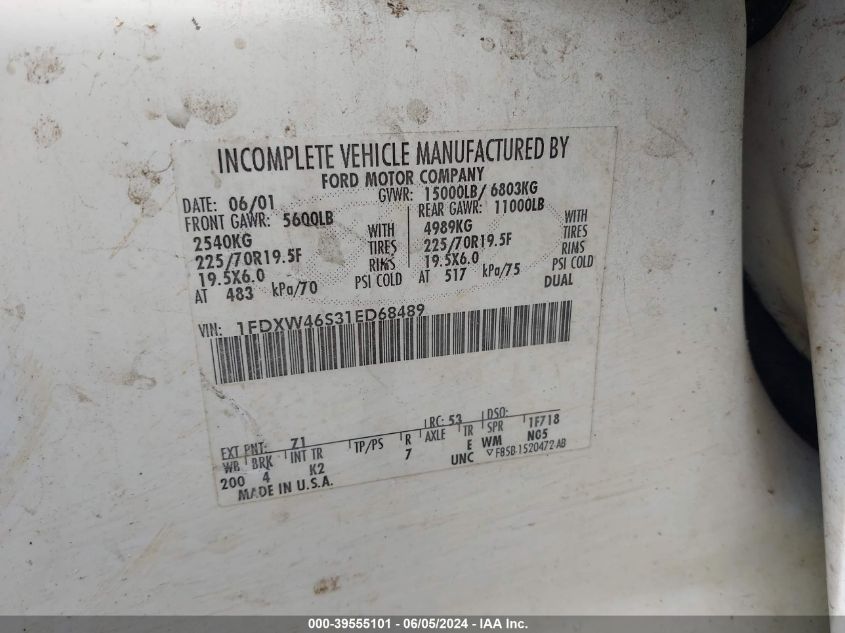 INCOMPLETE VEHICLE MANUFACTURED BY
FORD MOTOR COMPANY
DATE: 06/01 GVWR: 15000LB/ 6803KG
FRONT GAWR: 5600LB REAR GAWR: 11000LB
2540KG WITH 4989KG WITH
225/70R19.5F TIRES 225/70R19.5F TIRES
19.5X6.0 RIMS 19.5X6.0 RIMS
AT 483 kPa/70 PSI COLD AT 517 kPa/75 PSI COLD
DUAL
VIN: 1FDXW46S31ED68489
EXT PNT: Z1 RC: 53 DSO:
WB BRK INT TR TP/PS R AXLE TR SPR 1F718
200 4 K2 7 E WM NG5
UNC F85B-1520472-AB
MADE IN U.S.A.
000-39555101 - 06/05/2024 - IAA Inc.